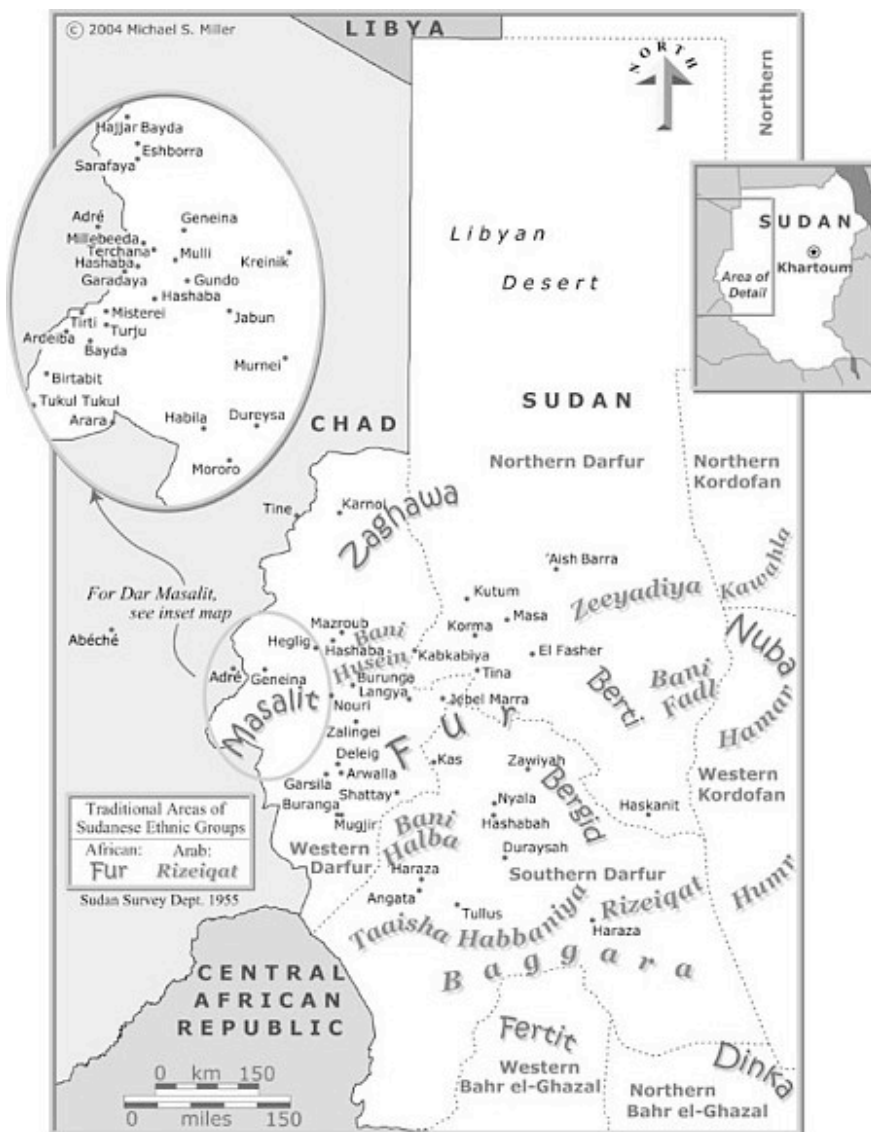 © 2004 Michael S. Miller
LIBYA
NORTH
Northern
Hajjar Bayda
Eshborra
Sarafaya
Adré
Geneina
Millebeeda
Terchana
Mulli
Kreinik
Hashaba
Garadaya
Gundo
Hashaba
Misterei
Jabun
Tirti
Turju
Ardeiba
Bayda
Murnei
Birtabit
Tukul Tukul
Arara
Habila
Dureysa
Mororo
Libyan
Desert
SUDAN
Khartoum
Area of
Detail
SUDAN
CHAD
Northern Darfur
Northern
Kordofan
Tine
Karnoi
Zaghawa
'Aish Barra
Kawahla
Zeeyadiya
For Dar Masalit,
see inset map
Kutum
Masa
Abéché
Mazroub
Bani
Husein
Korma
Nuba
Heglig
Hashaba
Kabkabiya
El Fasher
Adré
Geneina
Burunga
Tina
Langya
Berti
Bani
Fadl
Masalit
Nouri
Jebel Marra
Hamar
Zalingei
Fur
Deleig
Kas
Zawiyah
Western
Kordofan
Garsila
Arwalla
Bergid
Buranga
Shattay
Nyala
Haskanit
Mugjir
Bani
Halba
Hashabah
Traditional Areas of
Sudanese Ethnic Groups
African:
Arab:
Fur
Rizeiqat
Sudan Survey Dept. 1955
Western
Darfur
Duraysah
Haraza
Southern Darfur
Humr
Angata
Tullus
Rizeiqat
Taaisha
Habbaniya
Haraza
Baggara
CENTRAL
AFRICAN
REPUBLIC
Fertit
Western
Bahr el-Ghazal
Dinka
Northern
Bahr el-Ghazal
0 km 150
0 miles 150